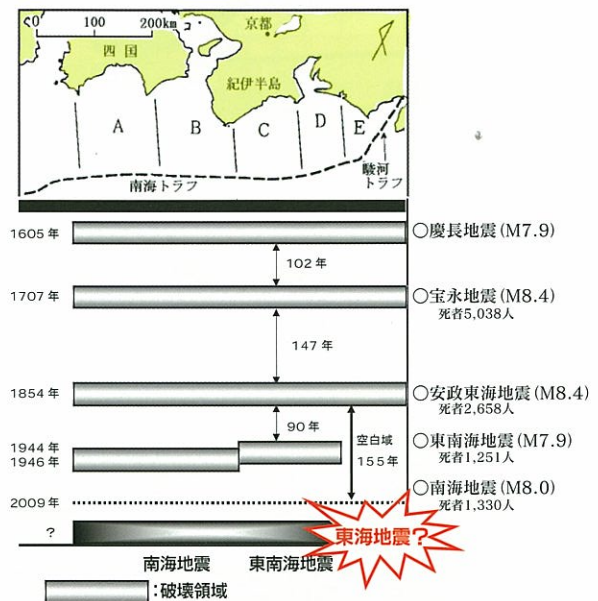 0 100 200km
京都
四国
紀伊半島
A B C D E
南海トラフ
駿河
トラフ
1605年
○慶長地震(M7.9)
102年
1707年
○宝永地震(M8.4)
死者5,038人
147年
1854年
○安政東海地震(M8.4)
死者2,658人
90年
空白域
155年
1944年
1946年
○東南海地震(M7.9)
死者1,251人
○南海地震(M8.0)
死者1,330人
2009年
?
東海地震?
南海地震 東南海地震
:破壊領域